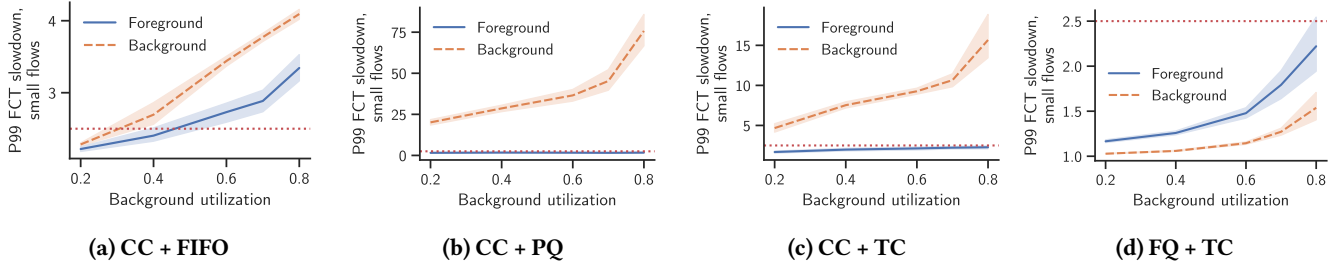 P99 FCT slowdown,
small flows
4
3
Foreground
Background
0.2 0.4 0.6 0.8
Background utilization
(a) CC + FIFO
P99 FCT slowdown,
small flows
75
50
25
0
Foreground
Background
0.2 0.4 0.6 0.8
Background utilization
(b) CC + PQ
P99 FCT slowdown,
small flows
15
10
5
Foreground
Background
0.2 0.4 0.6 0.8
Background utilization
(c) CC + TC
P99 FCT slowdown,
small flows
2.5
2.0
1.5
1.0
Foreground
Background
0.2 0.4 0.6 0.8
Background utilization
(d) FQ + TC